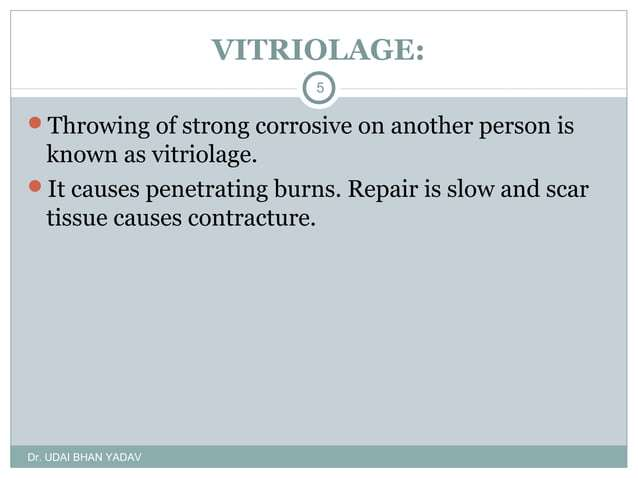 VITRIOLAGE:
5
Throwing of strong corrosive on another person is
known as vitriolage.
It causes penetrating burns. Repair is slow and scar
tissue causes contracture.
Dr. UDAI BHAN YADAV